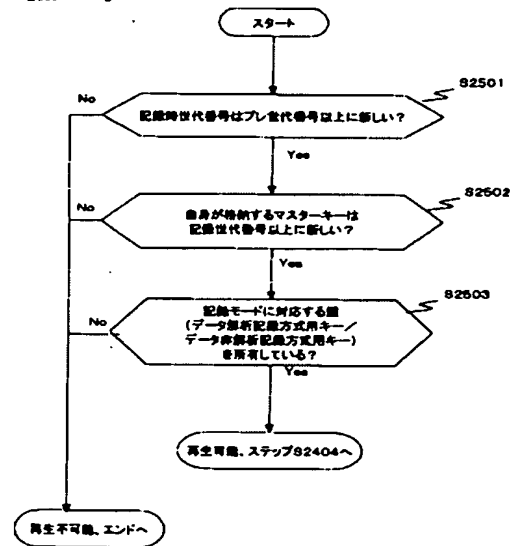 スタート
S2501
No
記録時世代番号はプレ世代番号以上に新しい？
Yes
S2502
No
自身が格納するマスターキーは
記録世代番号以上に新しい？
Yes
S2503
No
記録モードに対応する鍵
(データ解析記録方式用キー／
データ非解析記録方式用キー)
を所有している？
Yes
再生可能、ステップS2404へ
再生不可能、エンドへ